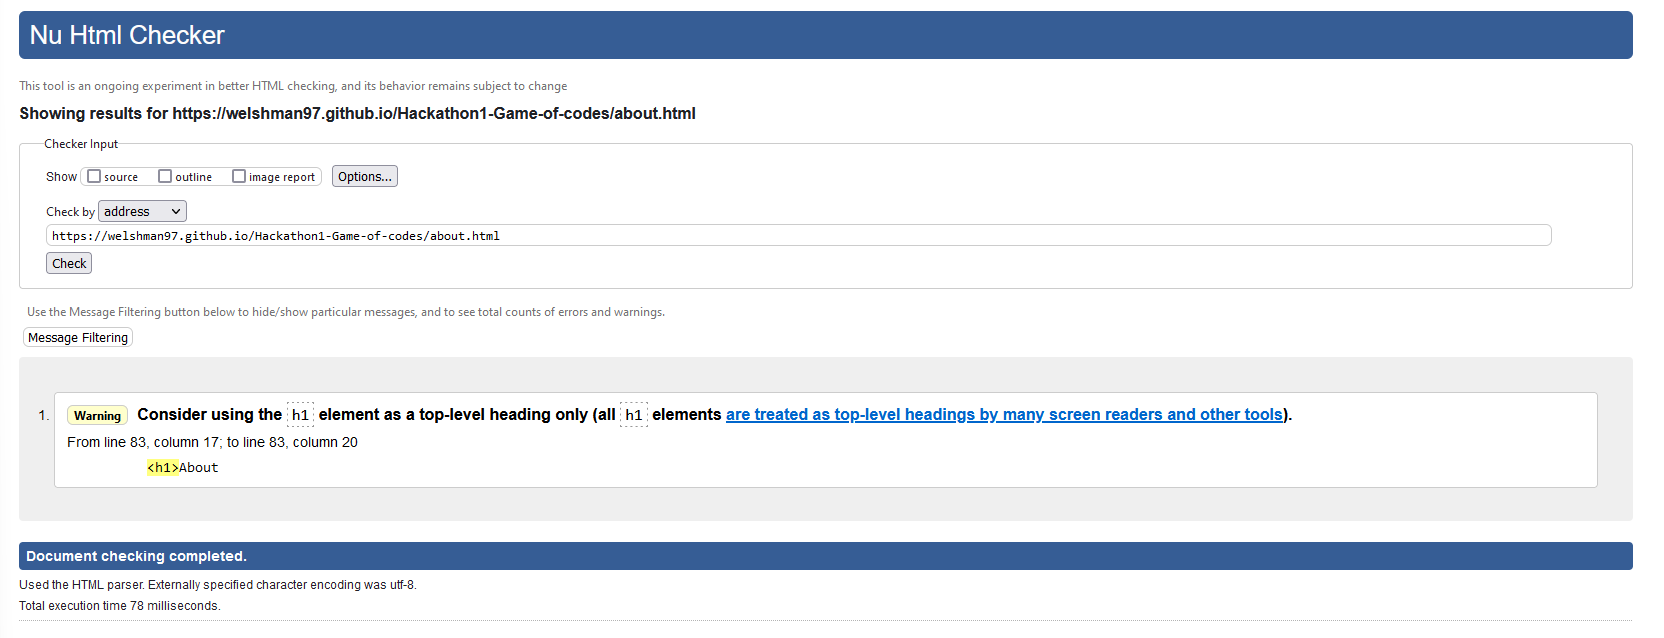 Nu Html Checker
This tool is an ongoing experiment in better HTML checking, and its behavior remains subject to change
Showing results for https://welshman97.github.io/Hackathon1-Game-of-codes/about.html
Checker Input
Show source outline image report Options...
Check by address
https://welshman97.github.io/Hackathon1-Game-of-codes/about.html
Check
Use the Message Filtering button below to hide/show particular messages, and to see total counts of errors and warnings.
Message Filtering
1. Warning Consider using the h1 element as a top-level heading only (all h1 elements are treated as top-level headings by many screen readers and other tools).
From line 83, column 17; to line 83, column 20
<h1>About
Document checking completed.
Used the HTML parser. Externally specified character encoding was utf-8.
Total execution time 78 milliseconds.